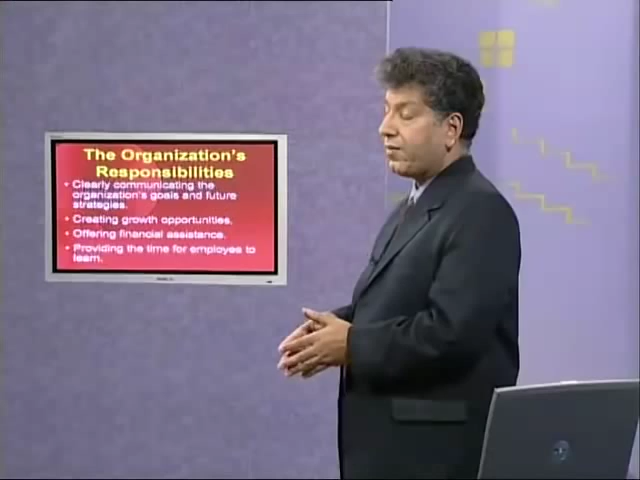 The Organization's
Responsibilities
• Clearly communicating the
organization's goals and future
strategies.
• Creating growth opportunities.
• Offering financial assistance.
• Providing the time for employee to
learn.